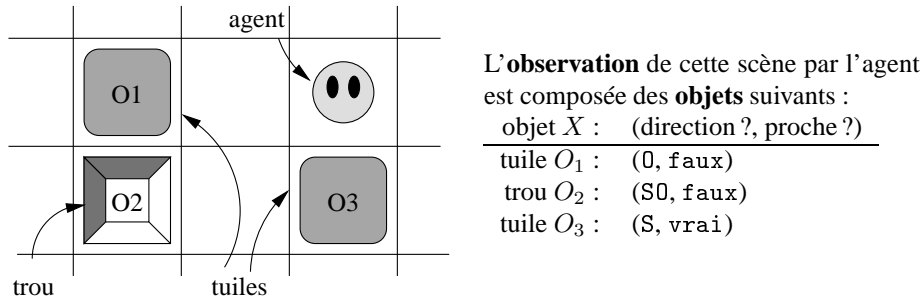 agent
O1
O2
O3
trou
tuiles
L'observation de cette scène par l'agent
est composée des objets suivants :
objet X : (direction ?, proche ?)
tuile O1 : (O, faux)
trou O2 : (SO, faux)
tuile O3 : (S, vrai)